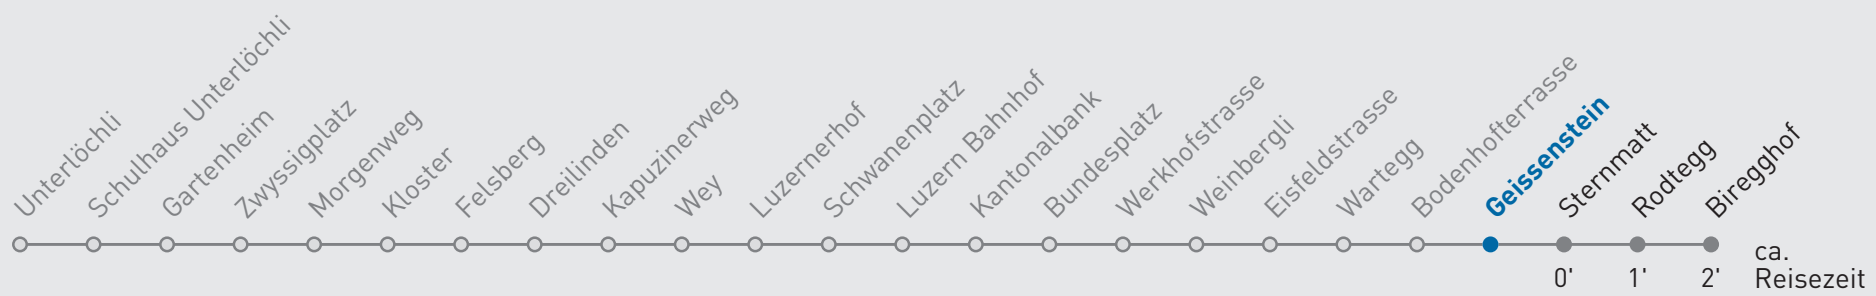 Unterlöchli
Schulhaus Unterlöchli
Gartenheim
Zwyssigplatz
Morgenweg
Kloster
Felsberg
Dreilinden
Kapuzinerweg
Wey
Luzernerhof
Schwanenplatz
Luzern Bahnhof
Kantonalbank
Bundesplatz
Werkhofstrasse
Weinbergli
Eisfeldstrasse
Wartegg
Bodenhofterrasse
Geissenstein
Sternmatt
Rodtegg
Biregghof
0' 1' 2'
ca.
Reisezeit